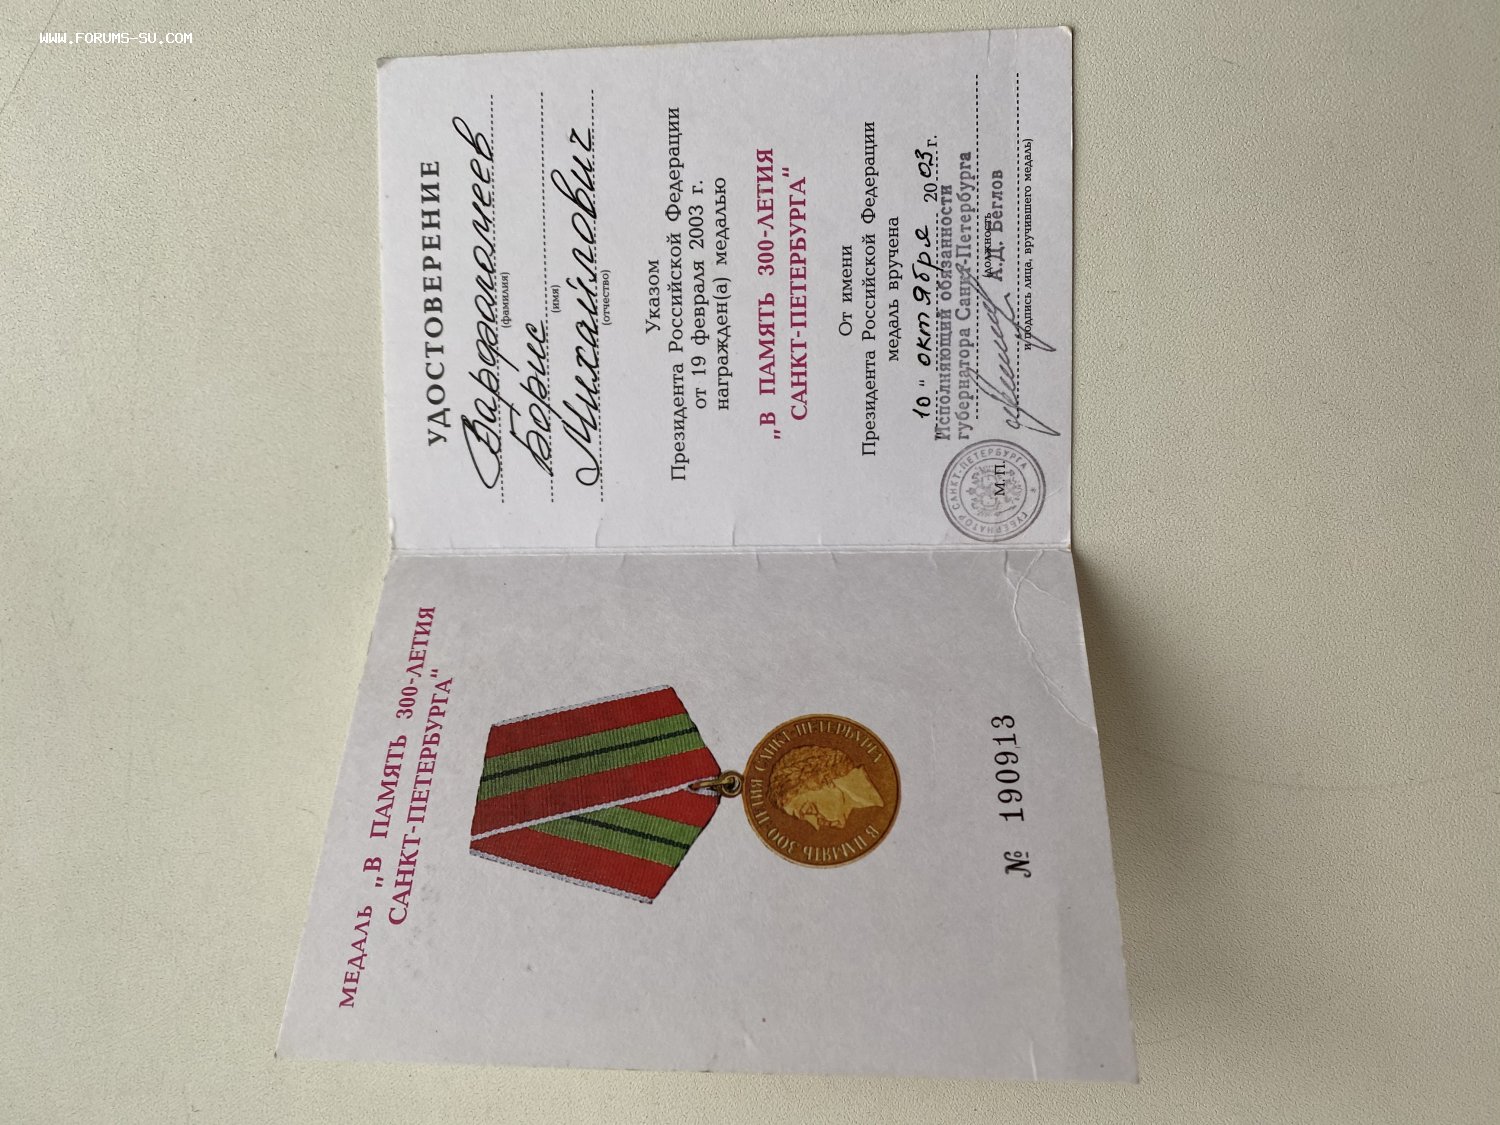 WWW.FORUMS-SU.COM
МЕДАЛЬ „В ПАМЯТЬ 300-ЛЕТИЯ
САНКТ-ПЕТЕРБУРГА“
В ПАМЯТЬ 300-ЛЕТИЯ САНКТ-ПЕТЕРБУРГА
№ 190913
УДОСТОВЕРЕНИЕ
(фамилия)
Борис
(имя)
Михайлович
(отчество)
Указом
Президента Российской Федерации
от 19 февраля 2003 г.
награжден(а) медалью
„В ПАМЯТЬ 300-ЛЕТИЯ
САНКТ-ПЕТЕРБУРГА“
От имени
Президента Российской Федерации
медаль вручена
„10“ октября 2003 г.
Исполняющий обязанности
губернатора Санкт-Петербурга
(должность
А.Д. Беглов
и подпись лица, вручившего медаль)
М.П.
ГУБЕРНАТОР САНКТ-ПЕТЕРБУРГА